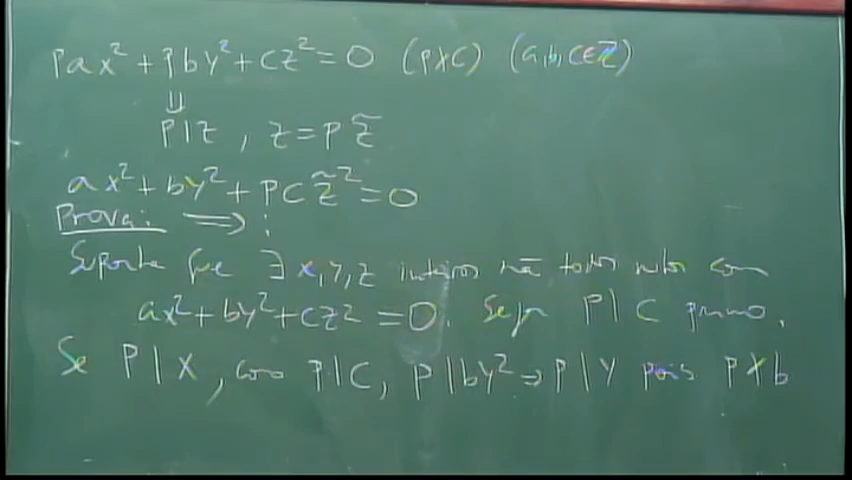 pax² + pby² + cz² = 0 (p∤c) (a,b,c∈ℤ)
⇓
p|z, z = p z̃
ax² + by² + pc z̃² = 0
Prova: ⟹:
Suponha que ∃ x, y, z inteiros não todos nulos com
ax² + by² + cz² = 0. Seja p|c primo.
Se p|x, como p|c, p|by² ⇒ p|y pois p∤b